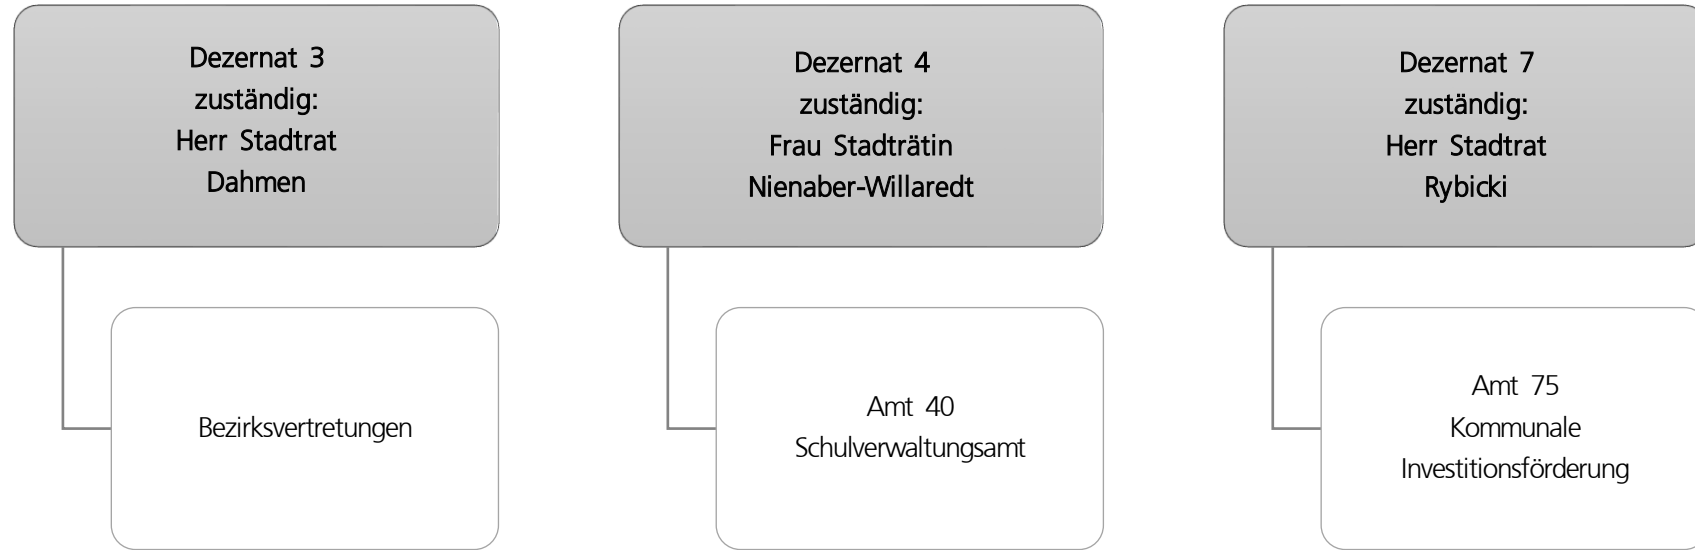 Dezernat 3
zuständig:
Herr Stadtrat
Dahmen
Bezirksvertretungen
Dezernat 4
zuständig:
Frau Stadträtin
Nienaber-Willaredt
Amt 40
Schulverwaltungsamt
Dezernat 7
zuständig:
Herr Stadtrat
Rybicki
Amt 75
Kommunale
Investitionsförderung